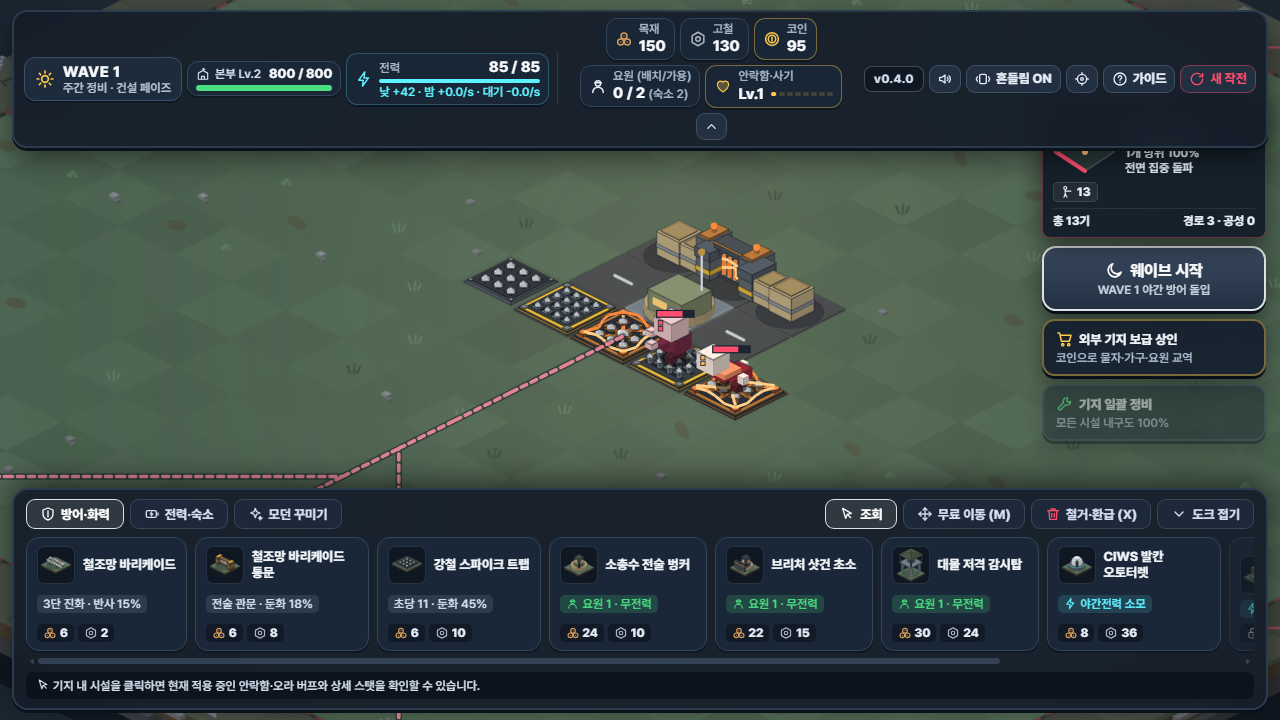 WAVE 1
주간 정비 · 건설 페이즈
본부 Lv.2 800 / 800
전력 85 / 85
낮 +42 · 밤 +0.0/s · 대기 -0.0/s
목재
150
고철
130
코인
95
요원 (배치/가용)
0 / 2 (숙소 2)
안락함·사기
Lv.1
v0.4.0
흔들림 ON
가이드
새 작전
1개 방위 100%
전면 집중 돌파
13
총 13기
경로 3 · 공성 0
웨이브 시작
WAVE 1 야간 방어 돌입
외부 기지 보급 상인
코인으로 물자·가구·요원 교역
기지 일괄 정비
모든 시설 내구도 100%
방어·화력
전력·숙소
모던 꾸미기
조회
무료 이동 (M)
철거·환급 (X)
도크 접기
철조망 바리케이드
3단 진화 · 반사 15%
6 2
철조망 바리케이드
통문
전술 관문 · 둔화 18%
6 8
강철 스파이크 트랩
초당 11 · 둔화 45%
6 10
소총수 전술 벙커
요원 1 · 무전력
24 10
브리처 샷건 초소
요원 1 · 무전력
22 15
대물 저격 감시탑
요원 1 · 무전력
30 24
CIWS 발칸
오토터렛
야간전력 소모
8 36
기지 내 시설을 클릭하면 현재 적용 중인 안락함·오라 버프와 상세 스탯을 확인할 수 있습니다.